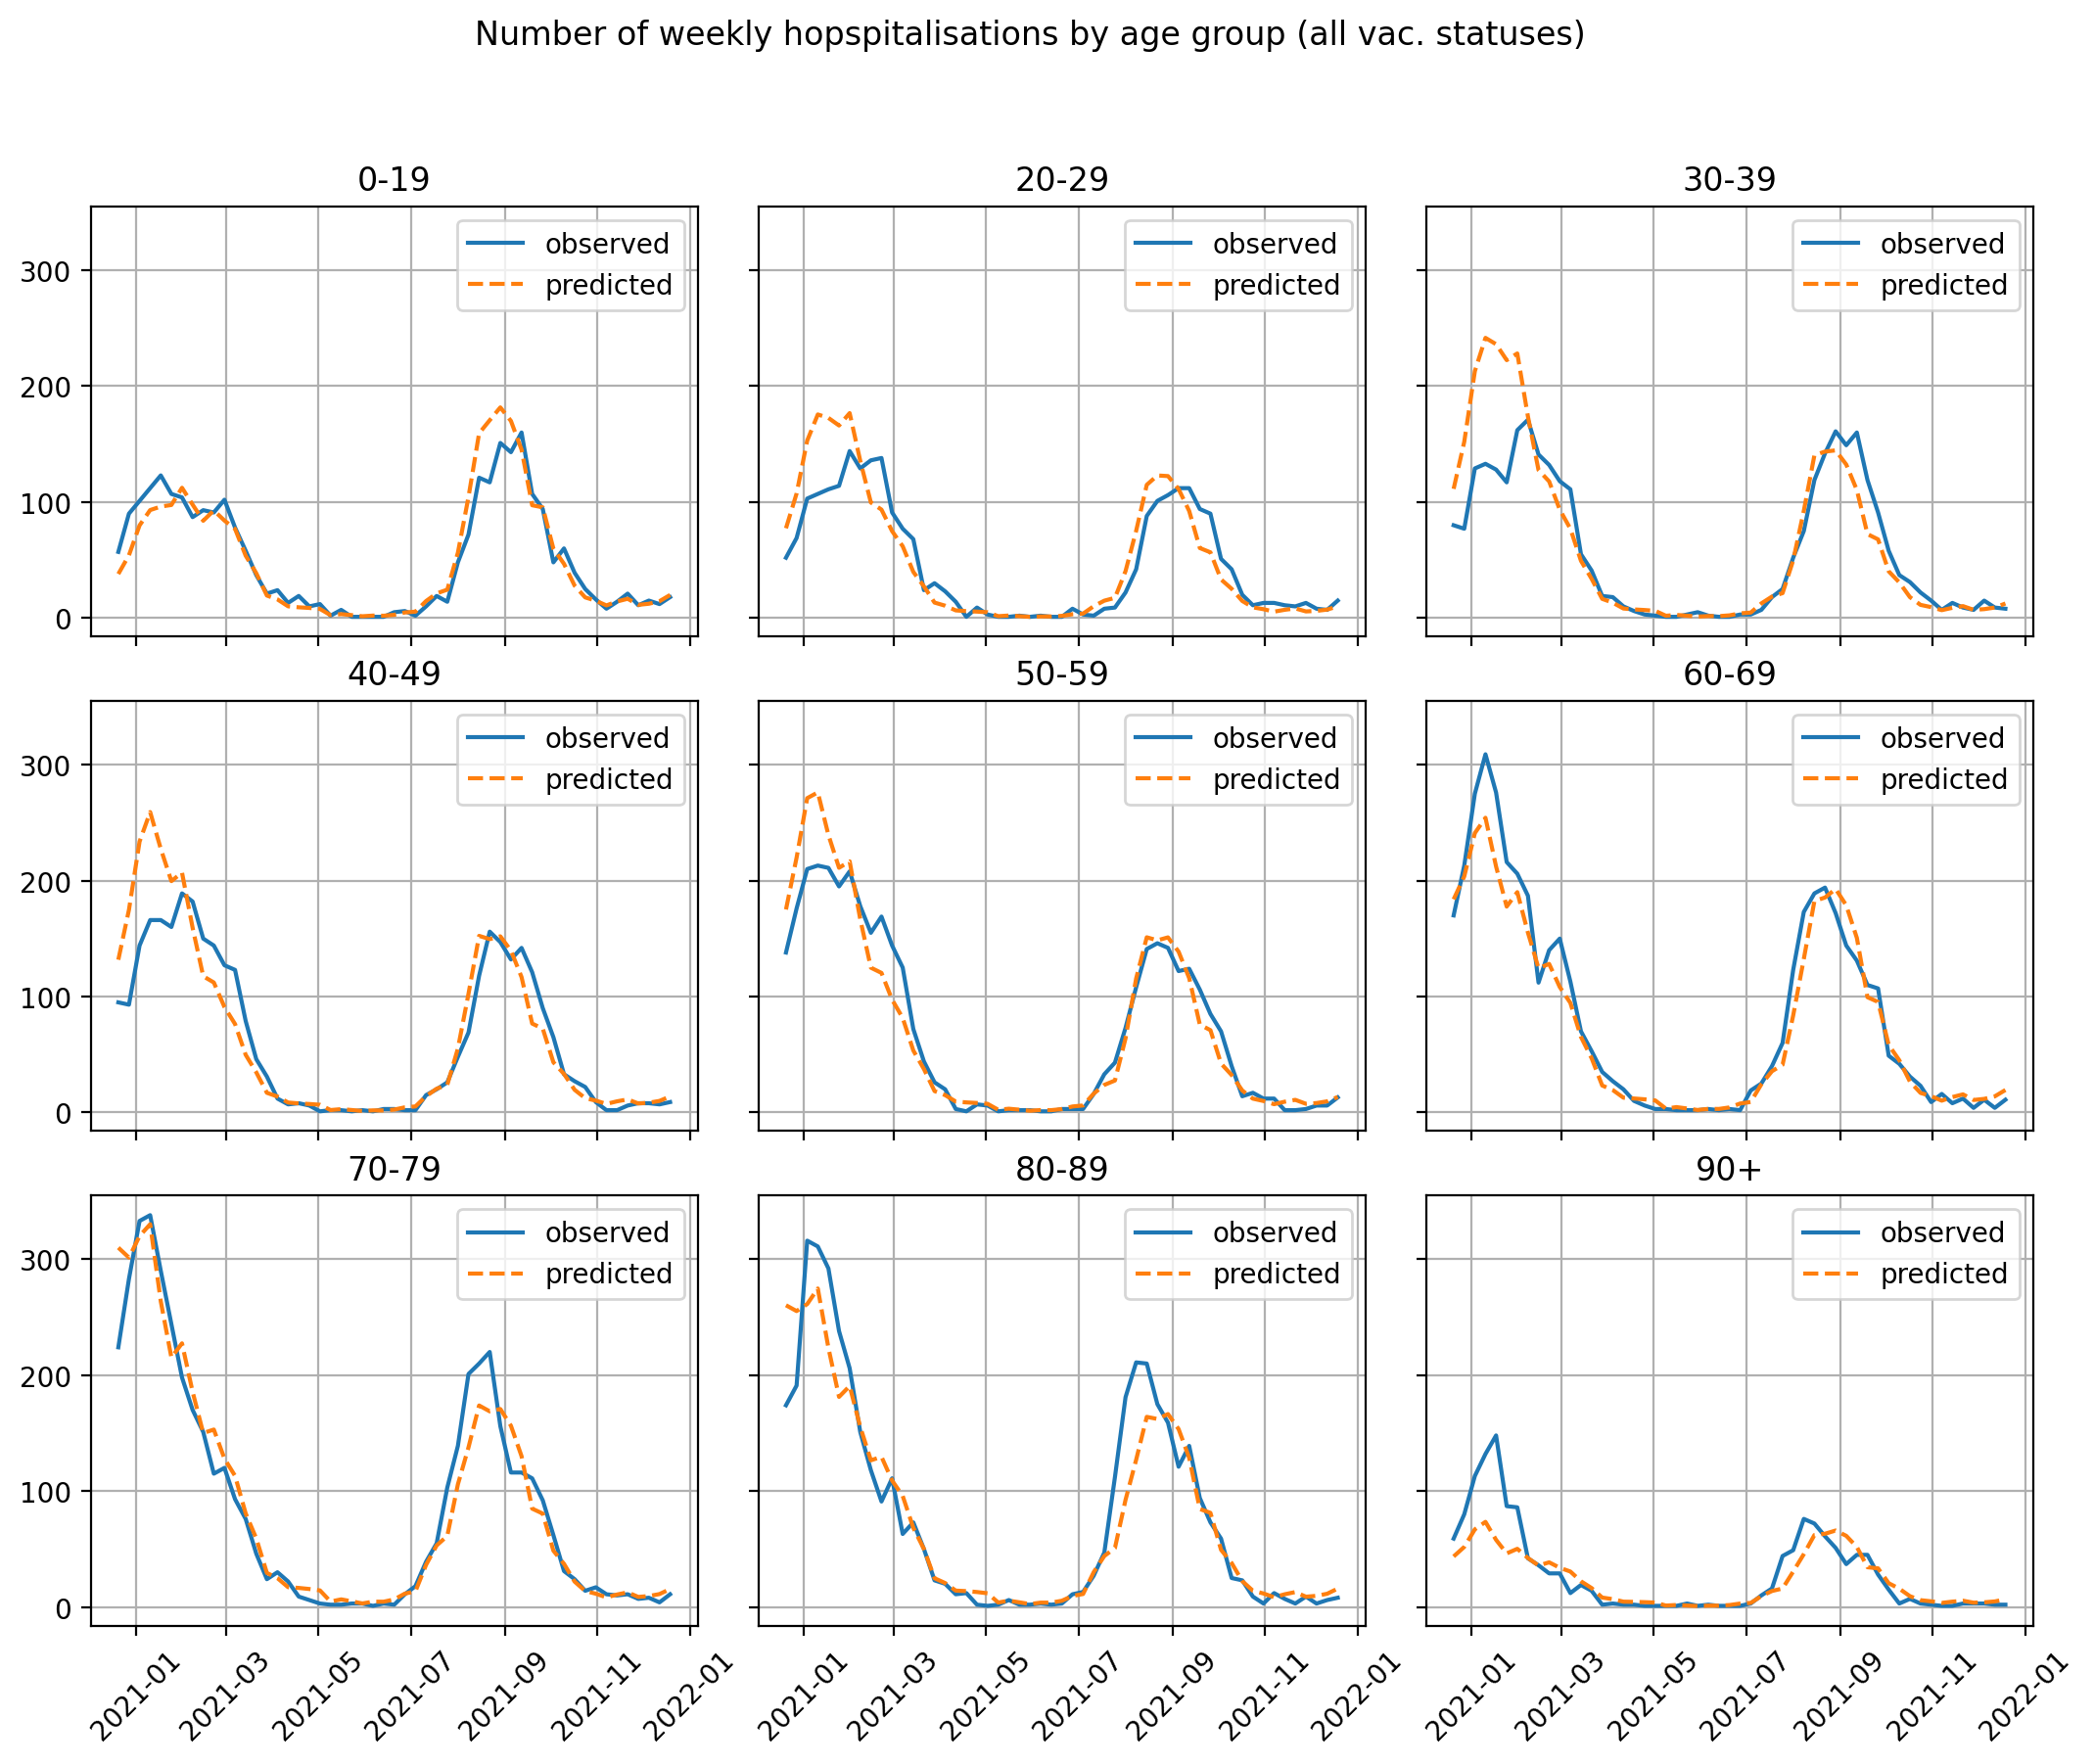 Number of weekly hopspitalisations by age group (all vac. statuses)
0-19
20-29
30-39
300
200
100
0
observed
predicted
observed
predicted
observed
predicted
40-49
50-59
60-69
300
200
100
0
observed
predicted
observed
predicted
observed
predicted
70-79
80-89
90+
300
200
100
0
observed
predicted
observed
predicted
observed
predicted
2021-01
2021-03
2021-05
2021-07
2021-09
2021-11
2022-01
2021-01
2021-03
2021-05
2021-07
2021-09
2021-11
2022-01
2021-01
2021-03
2021-05
2021-07
2021-09
2021-11
2022-01